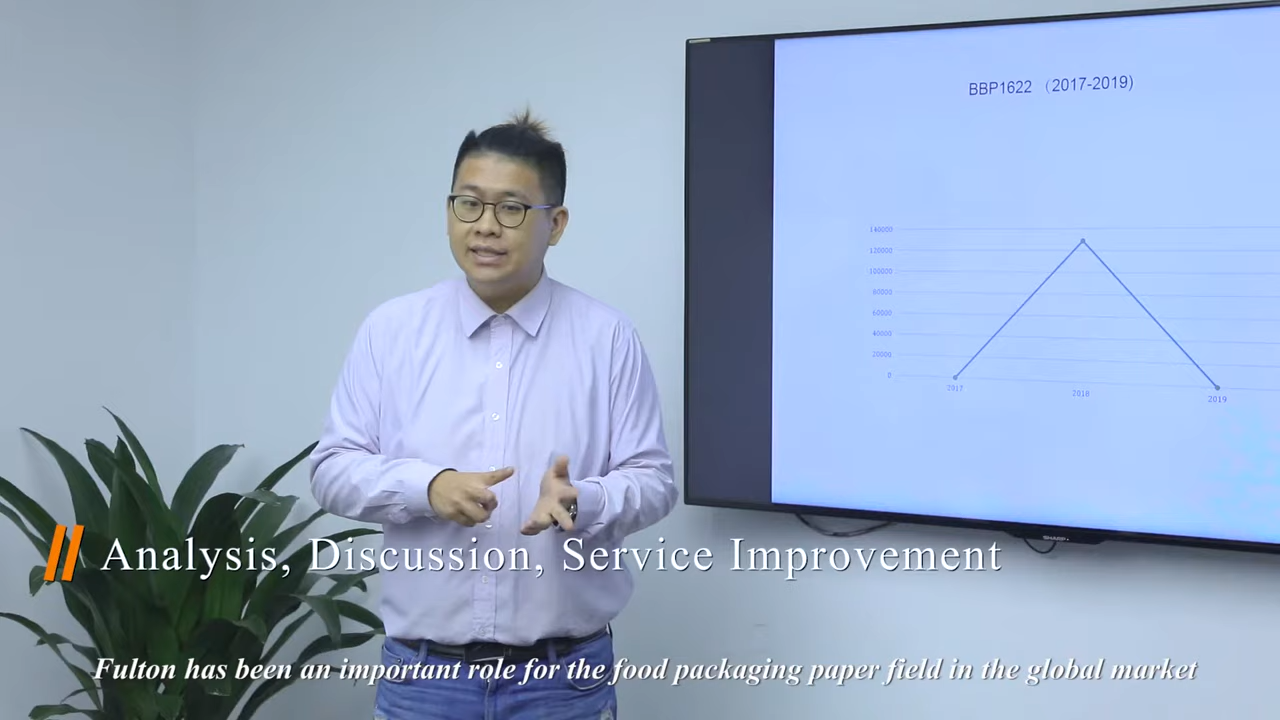 BBP1622 （2017-2019)
140000
120000
100000
80000
60000
40000
20000
0
2017
2018
2019
SHARP
// Analysis, Discussion, Service Improvement
Fulton has been an important role for the food packaging paper field in the global market